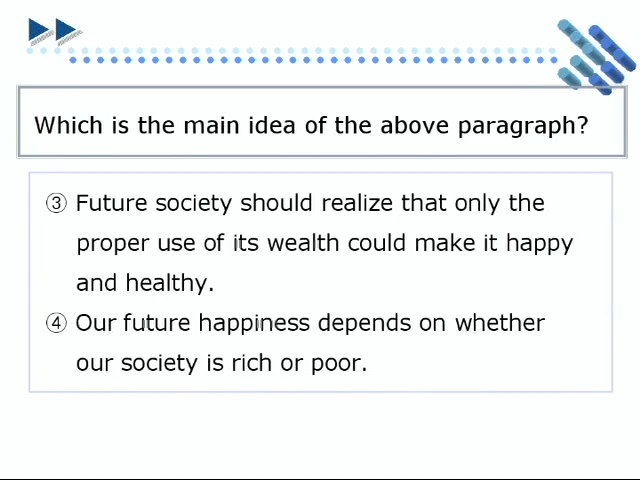 Which is the main idea of the above paragraph?
③ Future society should realize that only the
proper use of its wealth could make it happy
and healthy.
④ Our future happiness depends on whether
our society is rich or poor.